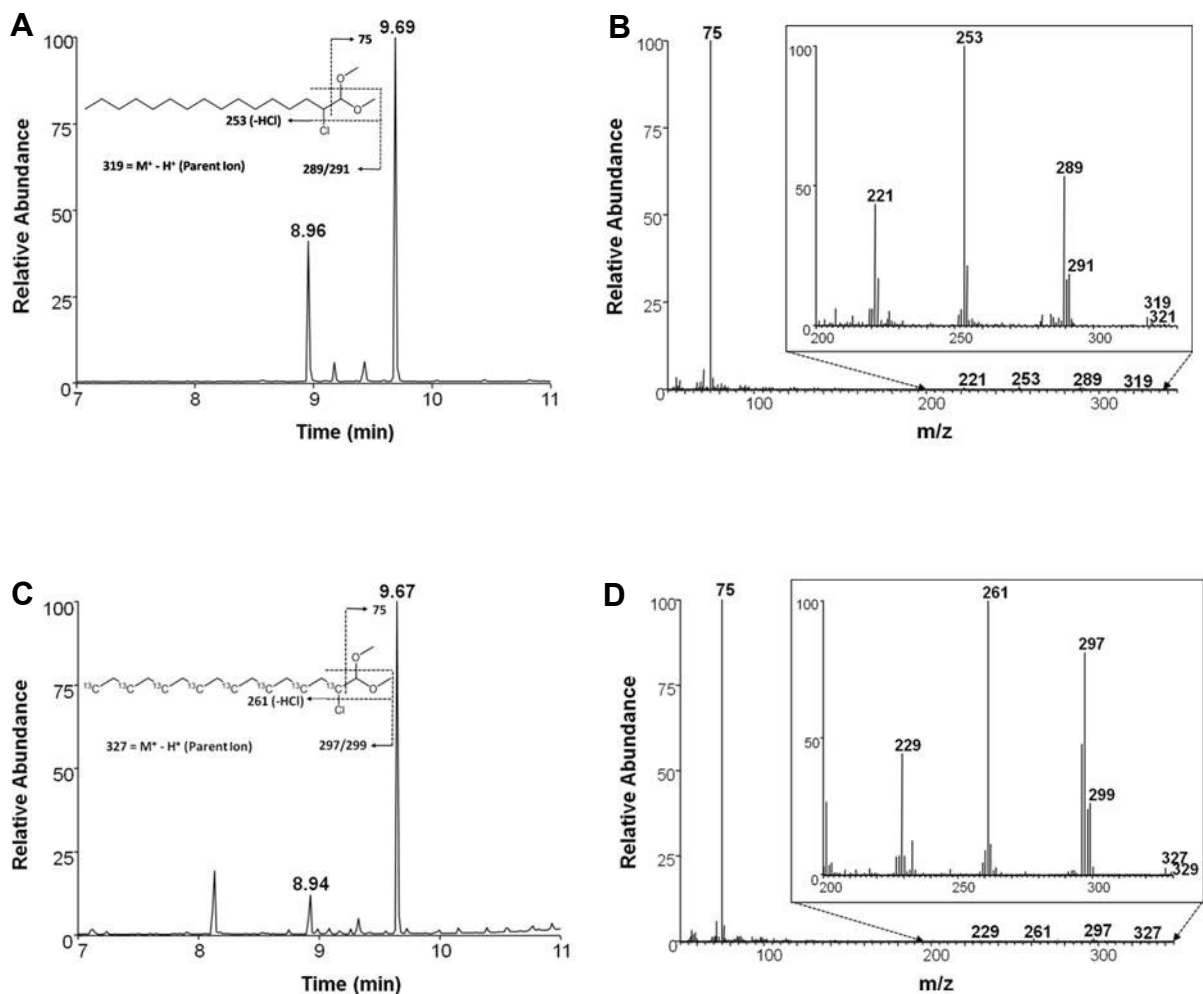 A
100
75
50
25
0
Relative Abundance
9.69
8.96
75
O
O
Cl
253 (-HCl)
289/291
319 = M⁺ - H⁺ (Parent Ion)
7 8 9 10 11
Time (min)
B
100
75
50
25
0
Relative Abundance
75
100
50
0
253
289
221
291
319
321
200 250 300
221 253 289 319
100 200 300
m/z
C
100
75
50
25
0
Relative Abundance
9.67
8.94
75
O
O
13C 13C 13C 13C 13C 13C 13C 13C
Cl
261 (-HCl)
297/299
327 = M⁺ - H⁺ (Parent Ion)
7 8 9 10 11
Time (min)
D
100
75
50
25
0
Relative Abundance
75
100
50
0
261
297
229
299
327
329
200 250 300
229 261 297 327
100 200 300
m/z